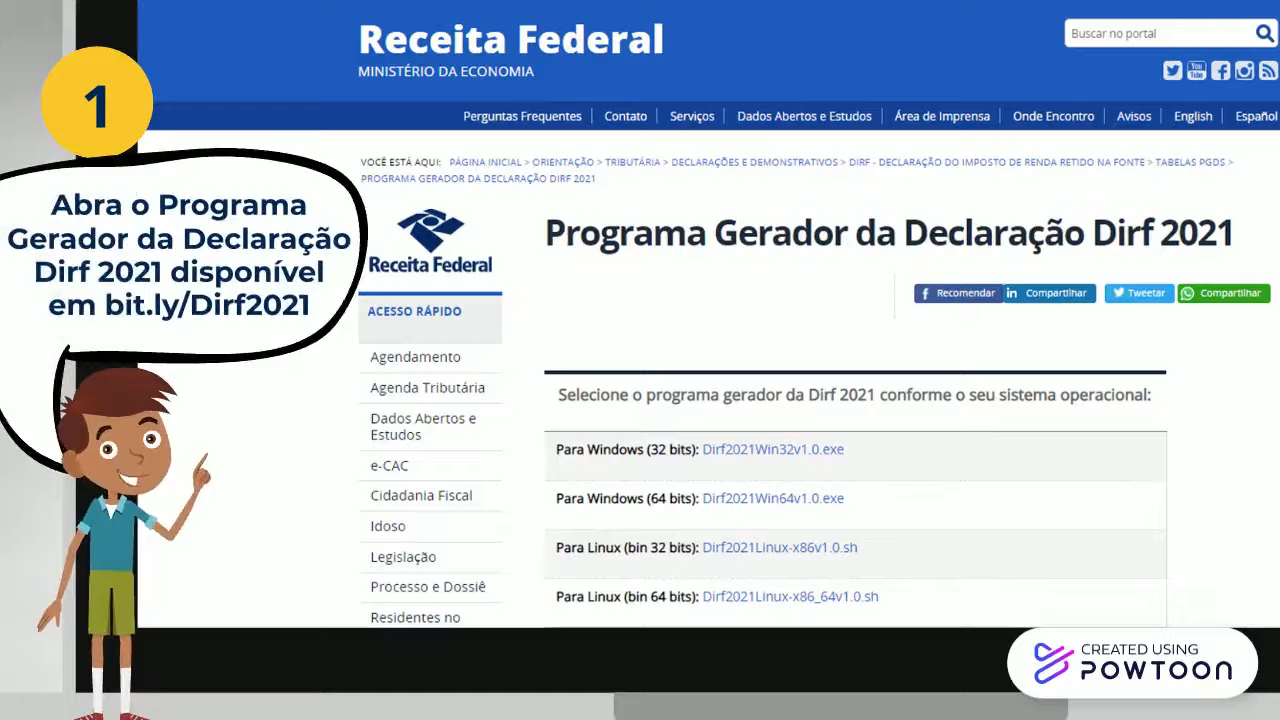 1
Abra o Programa
Gerador da Declaração
Dirf 2021 disponível
em bit.ly/Dirf2021
Receita Federal
MINISTÉRIO DA ECONOMIA
Buscar no portal
You Tube
Perguntas Frequentes
Contato
Serviços
Dados Abertos e Estudos
Área de Imprensa
Onde Encontro
Avisos
English
Español
VOCÊ ESTÁ AQUI: PÁGINA INICIAL > ORIENTAÇÃO > TRIBUTÁRIA > DECLARAÇÕES E DEMONSTRATIVOS > DIRF - DECLARAÇÃO DO IMPOSTO DE RENDA RETIDO NA FONTE > TABELAS PGDS >
PROGRAMA GERADOR DA DECLARAÇÃO DIRF 2021
Receita Federal
ACESSO RÁPIDO
Agendamento
Agenda Tributária
Dados Abertos e
Estudos
e-CAC
Cidadania Fiscal
Idoso
Legislação
Processo e Dossiê
Residentes no
Programa Gerador da Declaração Dirf 2021
Recomendar
Compartilhar
Tweetar
Compartilhar
Selecione o programa gerador da Dirf 2021 conforme o seu sistema operacional:
Para Windows (32 bits): Dirf2021Win32v1.0.exe
Para Windows (64 bits): Dirf2021Win64v1.0.exe
Para Linux (bin 32 bits): Dirf2021Linux-x86v1.0.sh
Para Linux (bin 64 bits): Dirf2021Linux-x86_64v1.0.sh
CREATED USING
POWTOON